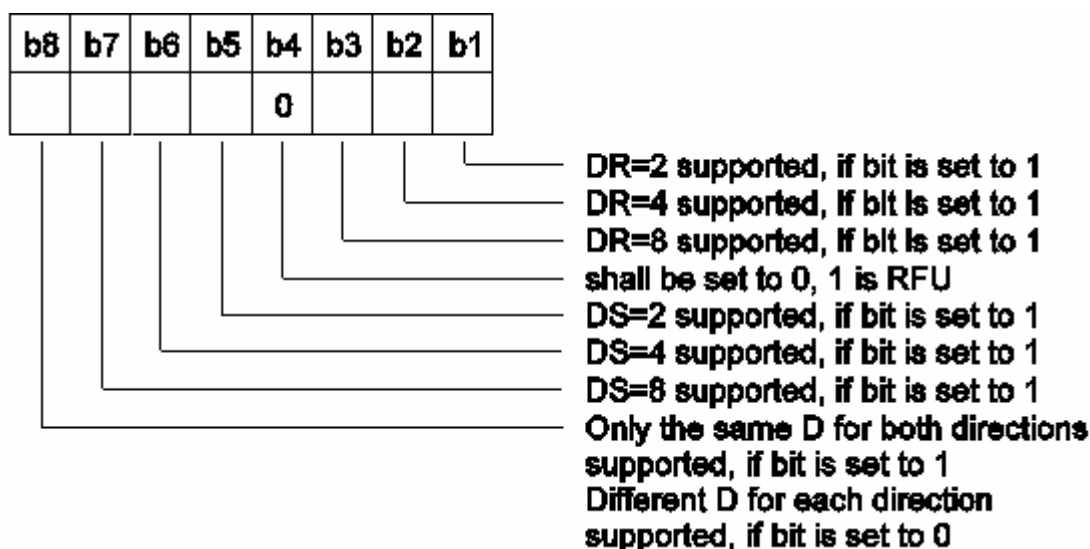 b8 b7 b6 b5 b4 b3 b2 b1
0
DR=2 supported, if bit is set to 1
DR=4 supported, if bit is set to 1
DR=8 supported, if bit is set to 1
shall be set to 0, 1 is RFU
DS=2 supported, if bit is set to 1
DS=4 supported, if bit is set to 1
DS=8 supported, if bit is set to 1
Only the same D for both directions
supported, if bit is set to 1
Different D for each direction
supported, if bit is set to 0